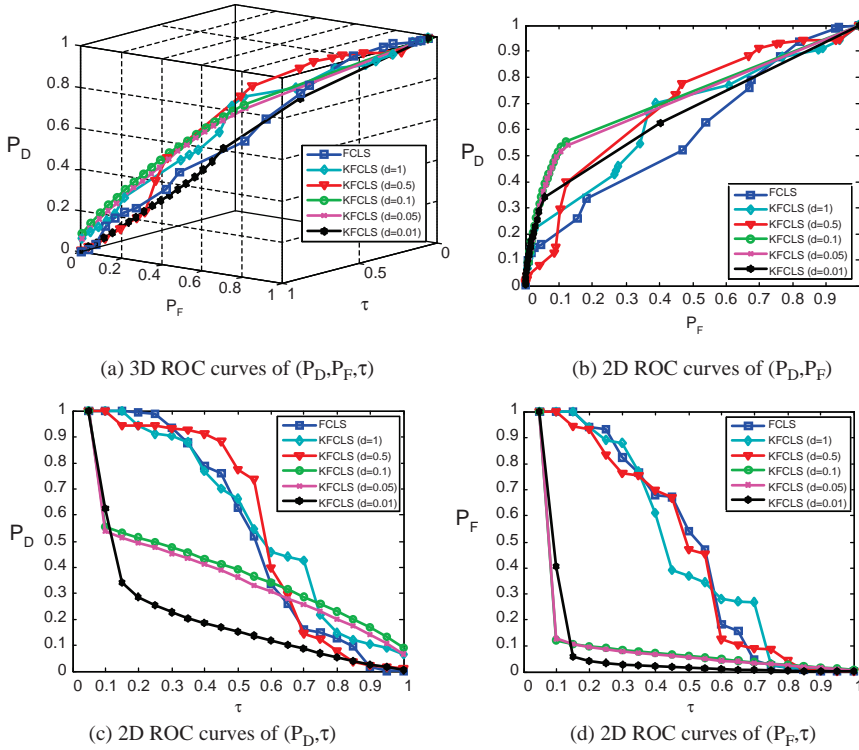 1
0.8
0.6
0.4
0.2
0
P_D
0
0.2
0.4
0.6
0.8
1
P_F
1
0.5
0
τ
FCLS
KFCLS (d=1)
KFCLS (d=0.5)
KFCLS (d=0.1)
KFCLS (d=0.05)
KFCLS (d=0.01)
(a) 3D ROC curves of (P_D,P_F,τ)
1
0.9
0.8
0.7
0.6
0.5
0.4
0.3
0.2
0.1
0
P_D
0 0.1 0.2 0.3 0.4 0.5 0.6 0.7 0.8 0.9
P_F
FCLS
KFCLS (d=1)
KFCLS (d=0.5)
KFCLS (d=0.1)
KFCLS (d=0.05)
KFCLS (d=0.01)
(b) 2D ROC curves of (P_D,P_F)
1
0.9
0.8
0.7
0.6
0.5
0.4
0.3
0.2
0.1
0
P_D
0 0.1 0.2 0.3 0.4 0.5 0.6 0.7 0.8 0.9 1
τ
FCLS
KFCLS (d=1)
KFCLS (d=0.5)
KFCLS (d=0.1)
KFCLS (d=0.05)
KFCLS (d=0.01)
(c) 2D ROC curves of (P_D,τ)
1
0.9
0.8
0.7
0.6
0.5
0.4
0.3
0.2
0.1
0
P_F
0 0.1 0.2 0.3 0.4 0.5 0.6 0.7 0.8 0.9 1
τ
FCLS
KFCLS (d=1)
KFCLS (d=0.5)
KFCLS (d=0.1)
KFCLS (d=0.05)
KFCLS (d=0.01)
(d) 2D ROC curves of (P_F,τ)